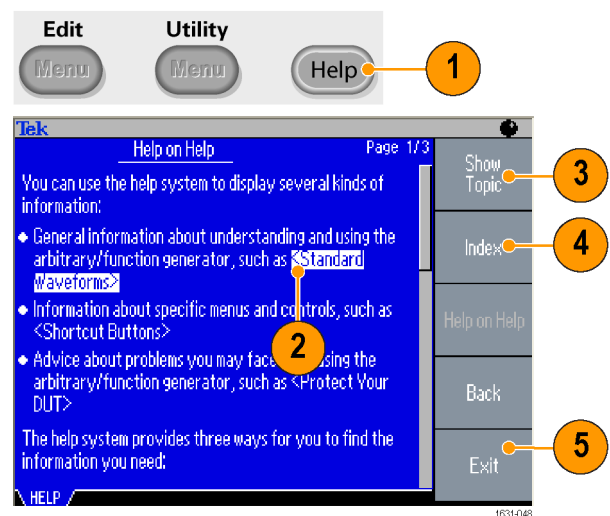 Edit Utility
Menu Menu Help 1
Tek
Help on Help Page 1/3
You can use the help system to display several kinds of
information:
General information about understanding and using the
arbitrary/function generator, such as <Standard
Waveforms>
Information about specific menus and controls, such as
<Shortcut Buttons>
Advice about problems you may face using the
arbitrary/function generator, such as <Protect Your
DUT>
The help system provides three ways for you to find the
information you need:
HELP
2
Show
Topic
3
Index 4
Help on Help
Back
Exit 5
1631-048